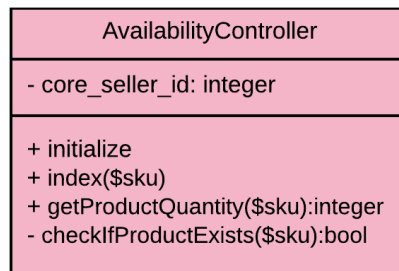 AvailabilityController
- core_seller_id: integer
+ initialize
+ index($sku)
+ getProductQuantity($sku):integer
- checkIfProductExists($sku):bool